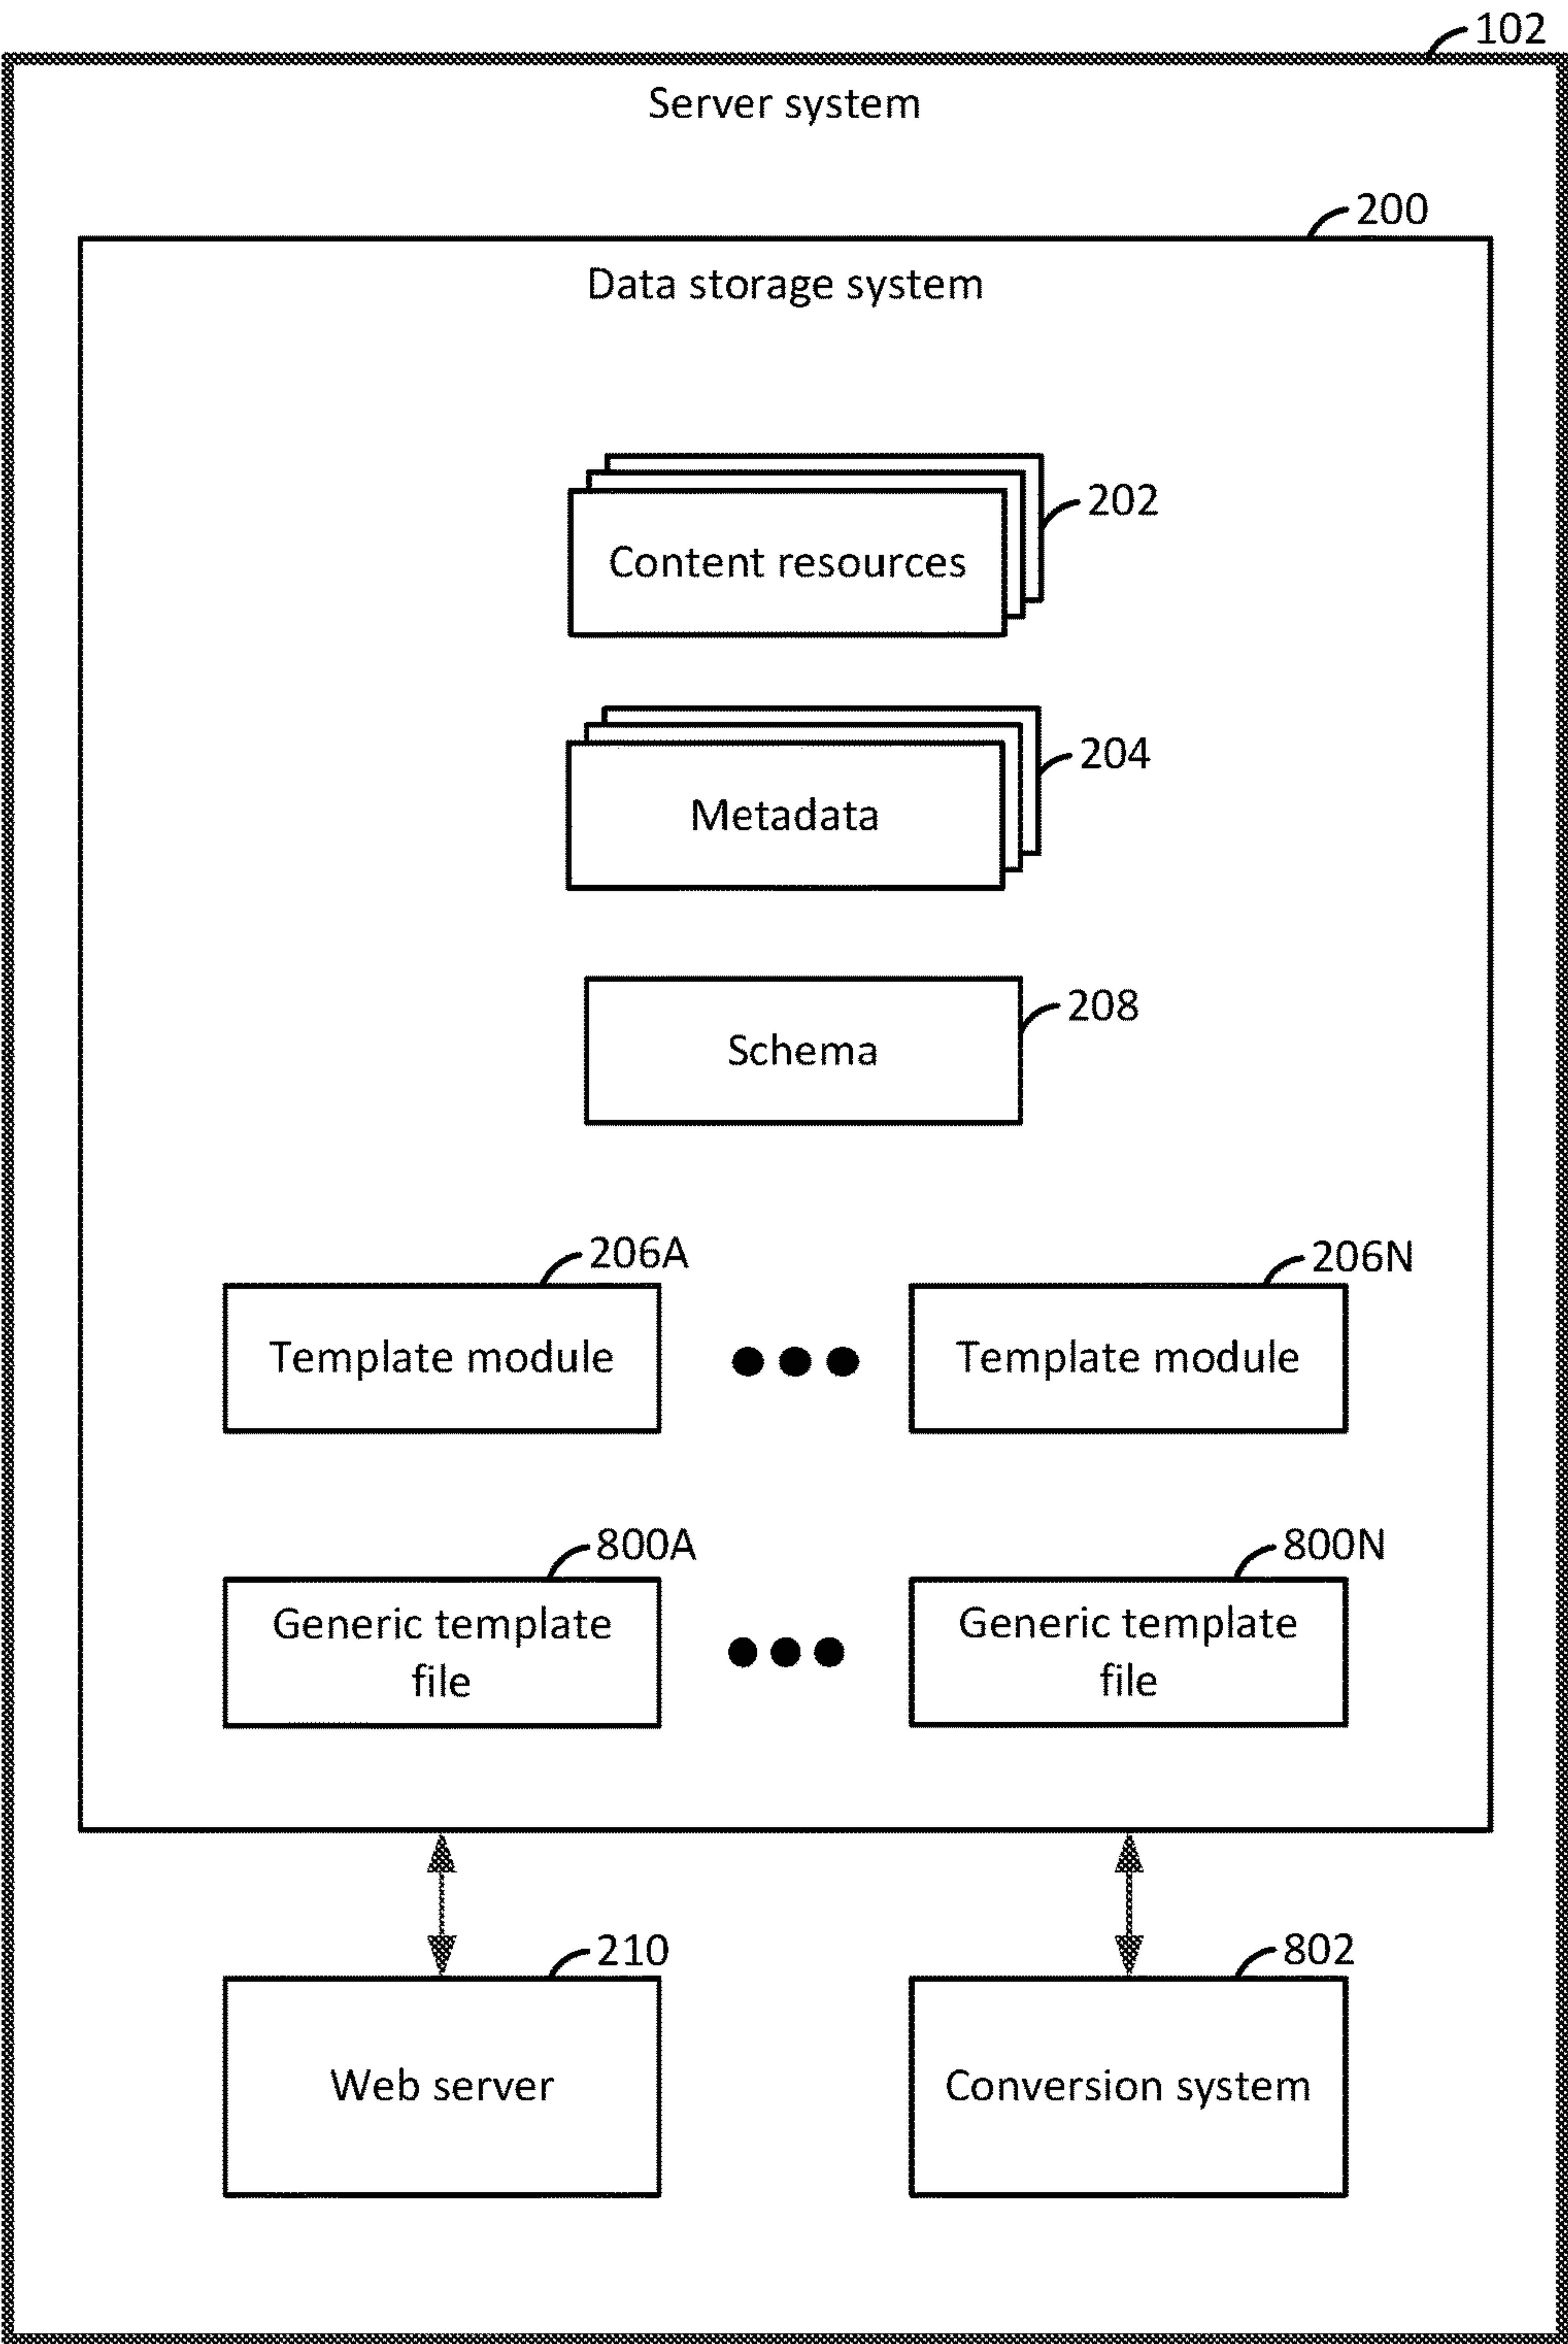 102
Server system
200
Data storage system
202
Content resources
204
Metadata
208
Schema
206A
206N
Template module
Template module
800A
800N
Generic template
file
Generic template
file
210
802
Web server
Conversion system